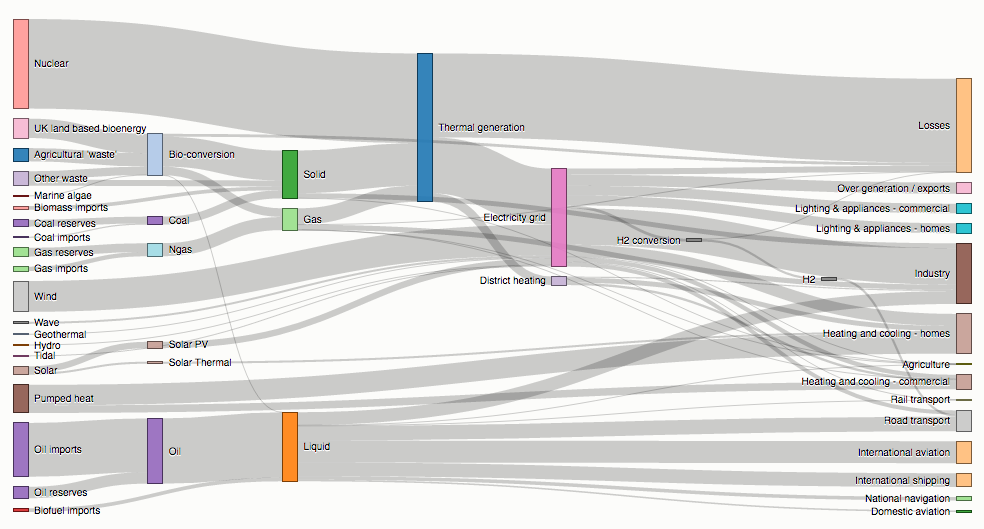 Nuclear
UK land based bioenergy
Agricultural 'waste'
Other waste
Marine algae
Biomass imports
Coal reserves
Coal imports
Gas reserves
Gas imports
Wind
Wave
Geothermal
Hydro
Tidal
Solar
Pumped heat
Oil imports
Oil reserves
Biofuel imports
Bio-conversion
Coal
Ngas
Solar PV
Solar Thermal
Oil
Solid
Gas
Liquid
Thermal generation
Electricity grid
District heating
H2 conversion
H2
Losses
Over generation / exports
Lighting & appliances - commercial
Lighting & appliances - homes
Industry
Heating and cooling - homes
Agriculture
Heating and cooling - commercial
Rail transport
Road transport
International aviation
International shipping
National navigation
Domestic aviation